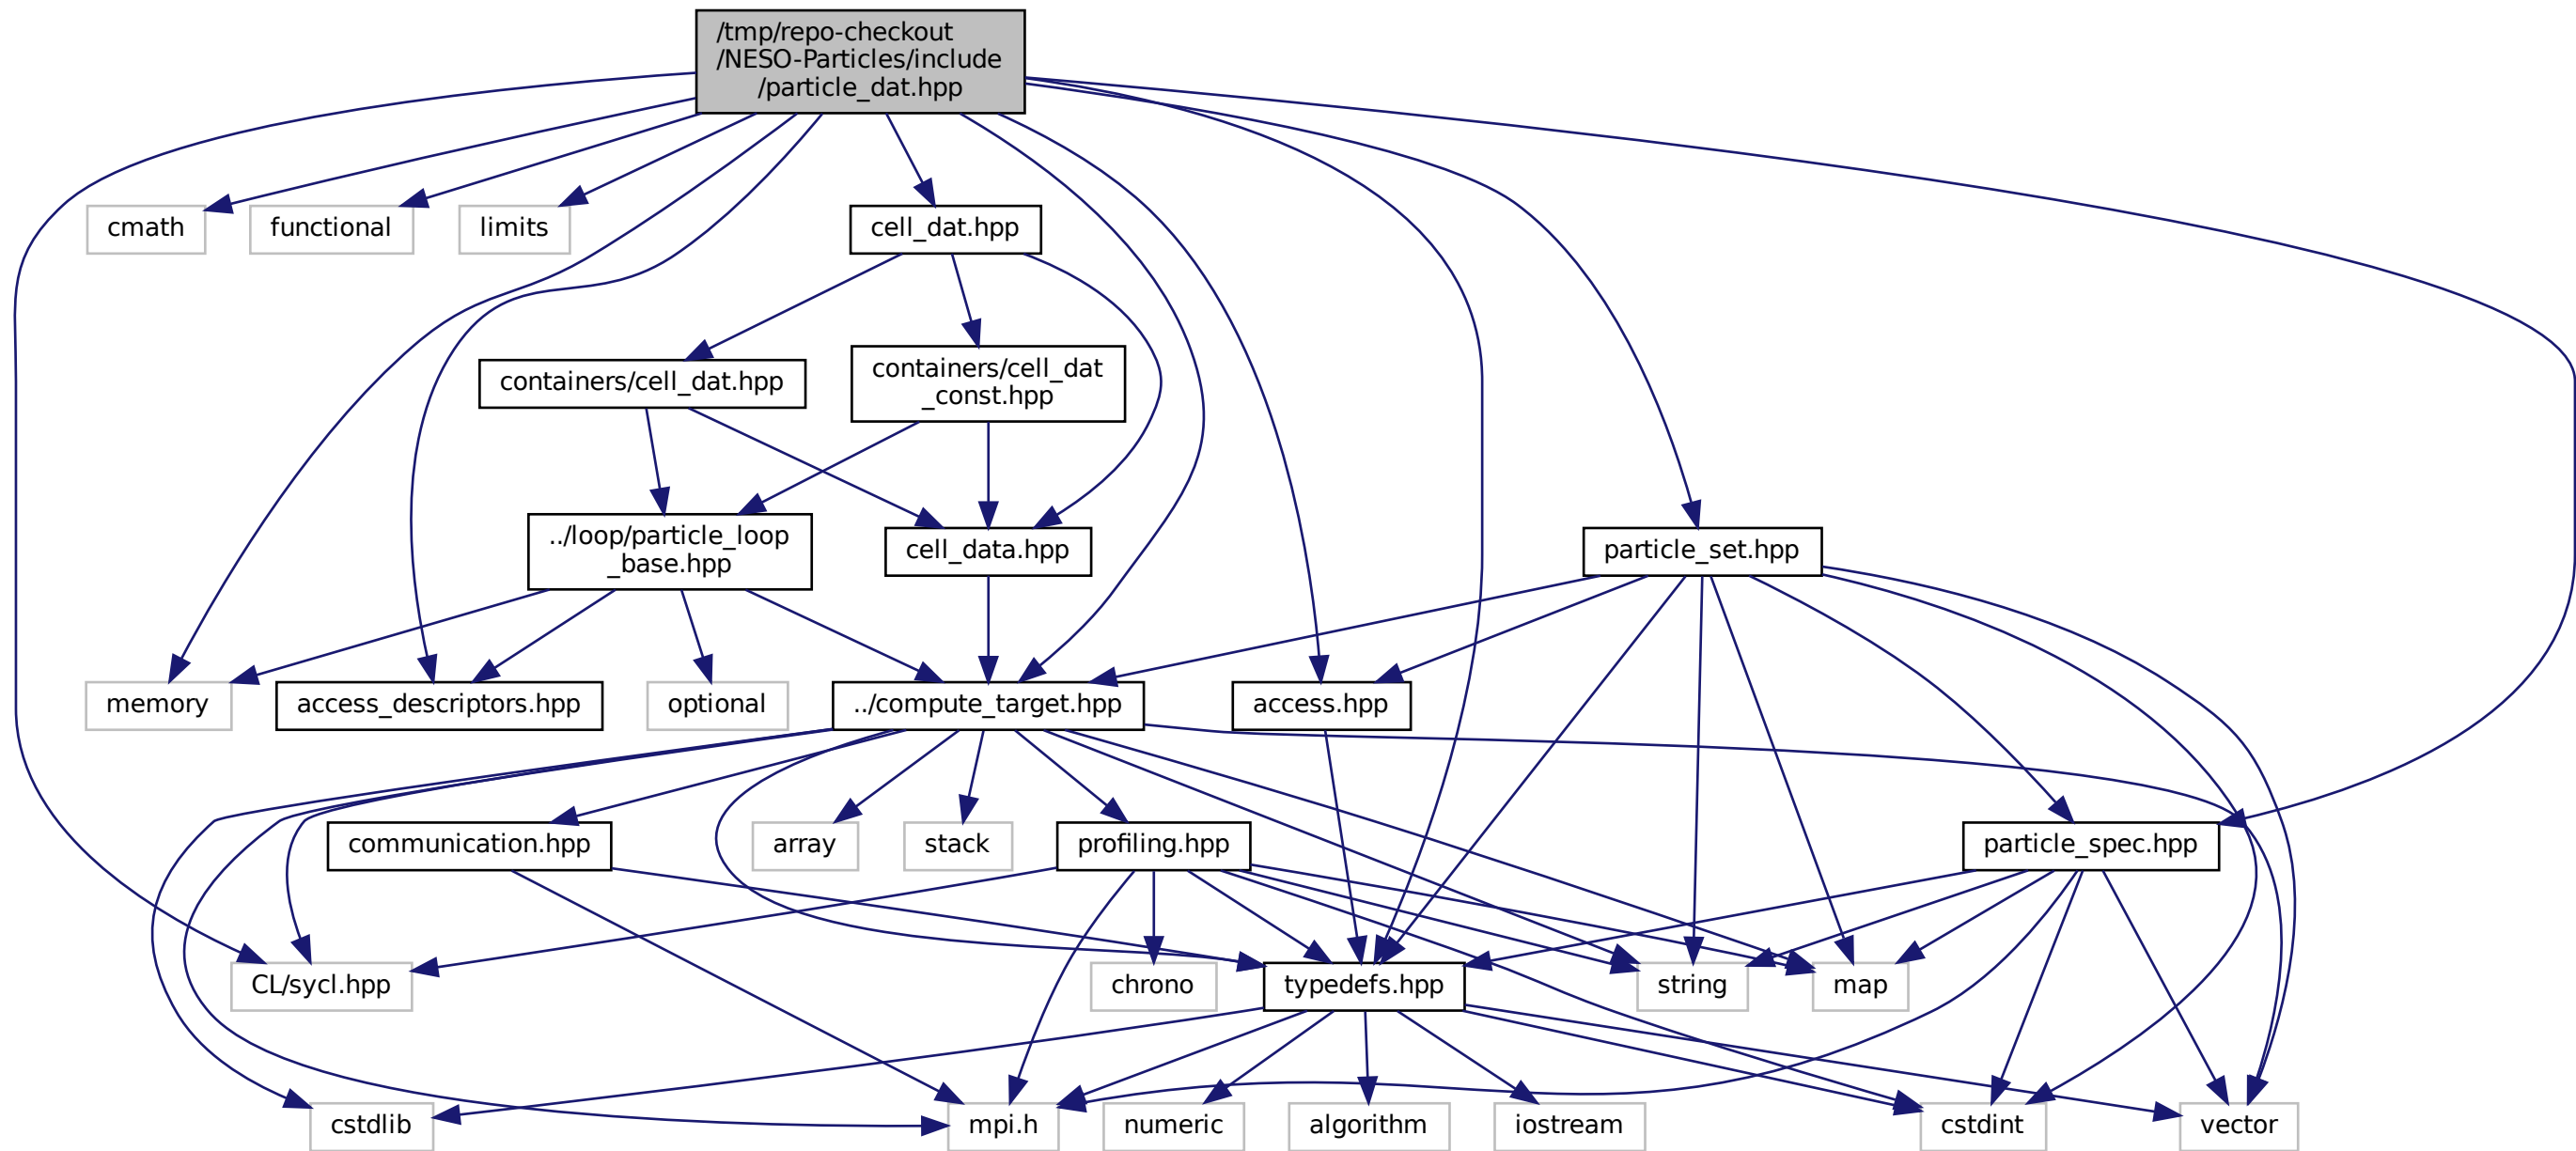 /tmp/repo-checkout
/NESO-Particles/include
/particle_dat.hpp
cmath
functional
limits
cell_dat.hpp
containers/cell_dat.hpp
containers/cell_dat
_const.hpp
../loop/particle_loop
_base.hpp
cell_data.hpp
particle_set.hpp
memory
access_descriptors.hpp
optional
../compute_target.hpp
access.hpp
communication.hpp
array
stack
profiling.hpp
particle_spec.hpp
CL/sycl.hpp
chrono
typedefs.hpp
string
map
cstdlib
mpi.h
numeric
algorithm
iostream
cstdint
vector